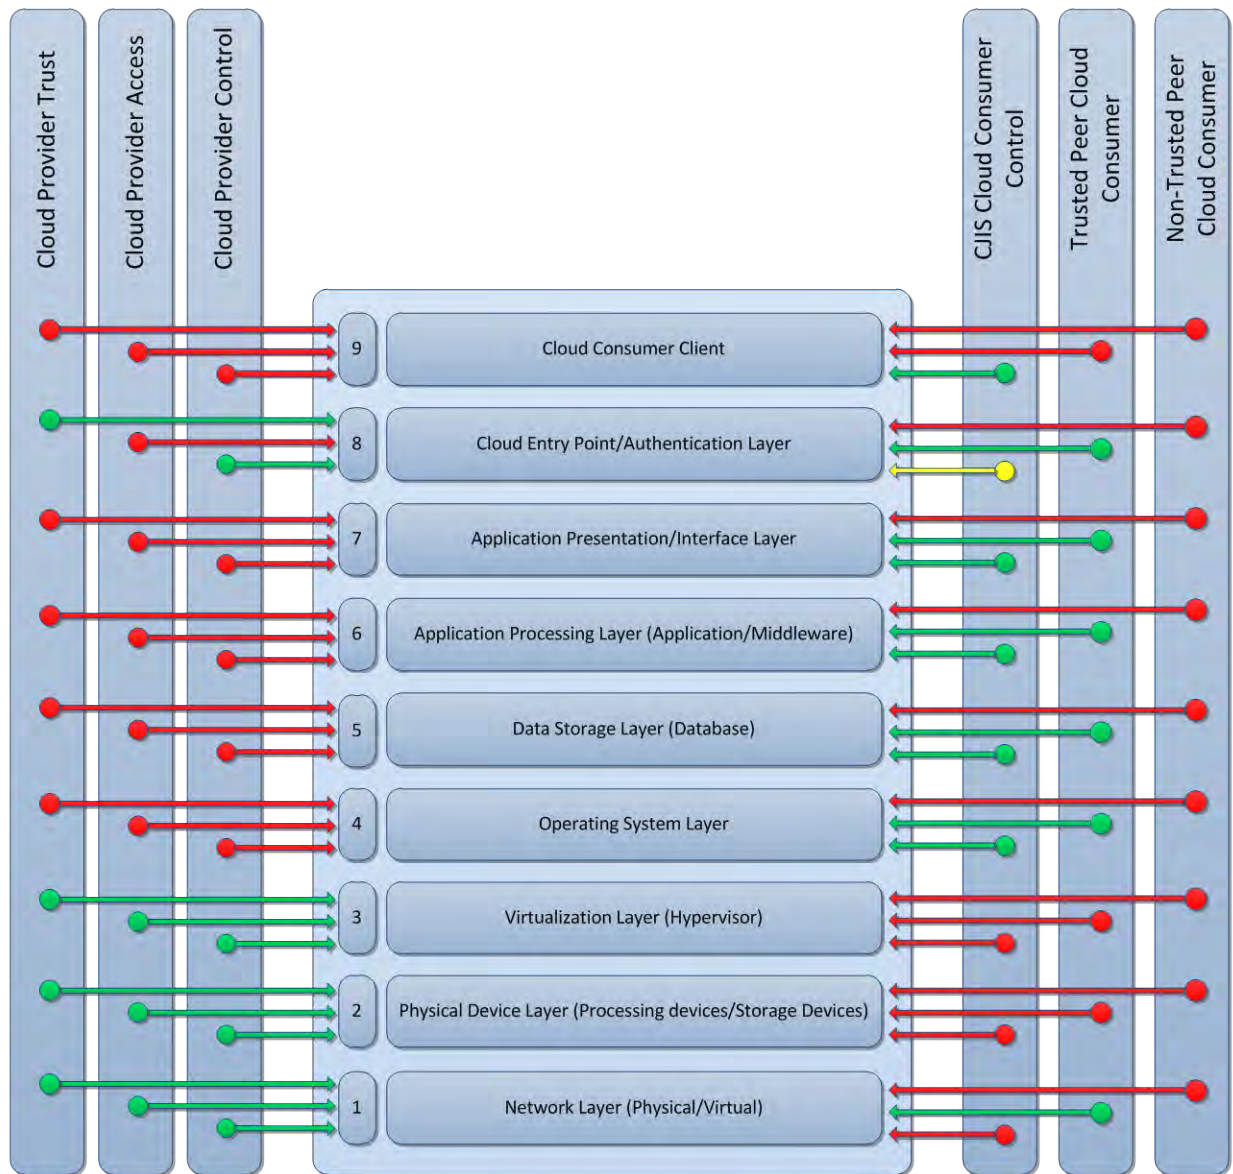 Cloud Provider Trust
Cloud Provider Access
Cloud Provider Control
CJIS Cloud Consumer
Control
Trusted Peer Cloud
Consumer
Non-Trusted Peer
Cloud Consumer
9
Cloud Consumer Client
8
Cloud Entry Point/Authentication Layer
7
Application Presentation/Interface Layer
6
Application Processing Layer (Application/Middleware)
5
Data Storage Layer (Database)
4
Operating System Layer
3
Virtualization Layer (Hypervisor)
2
Physical Device Layer (Processing devices/Storage Devices)
1
Network Layer (Physical/Virtual)